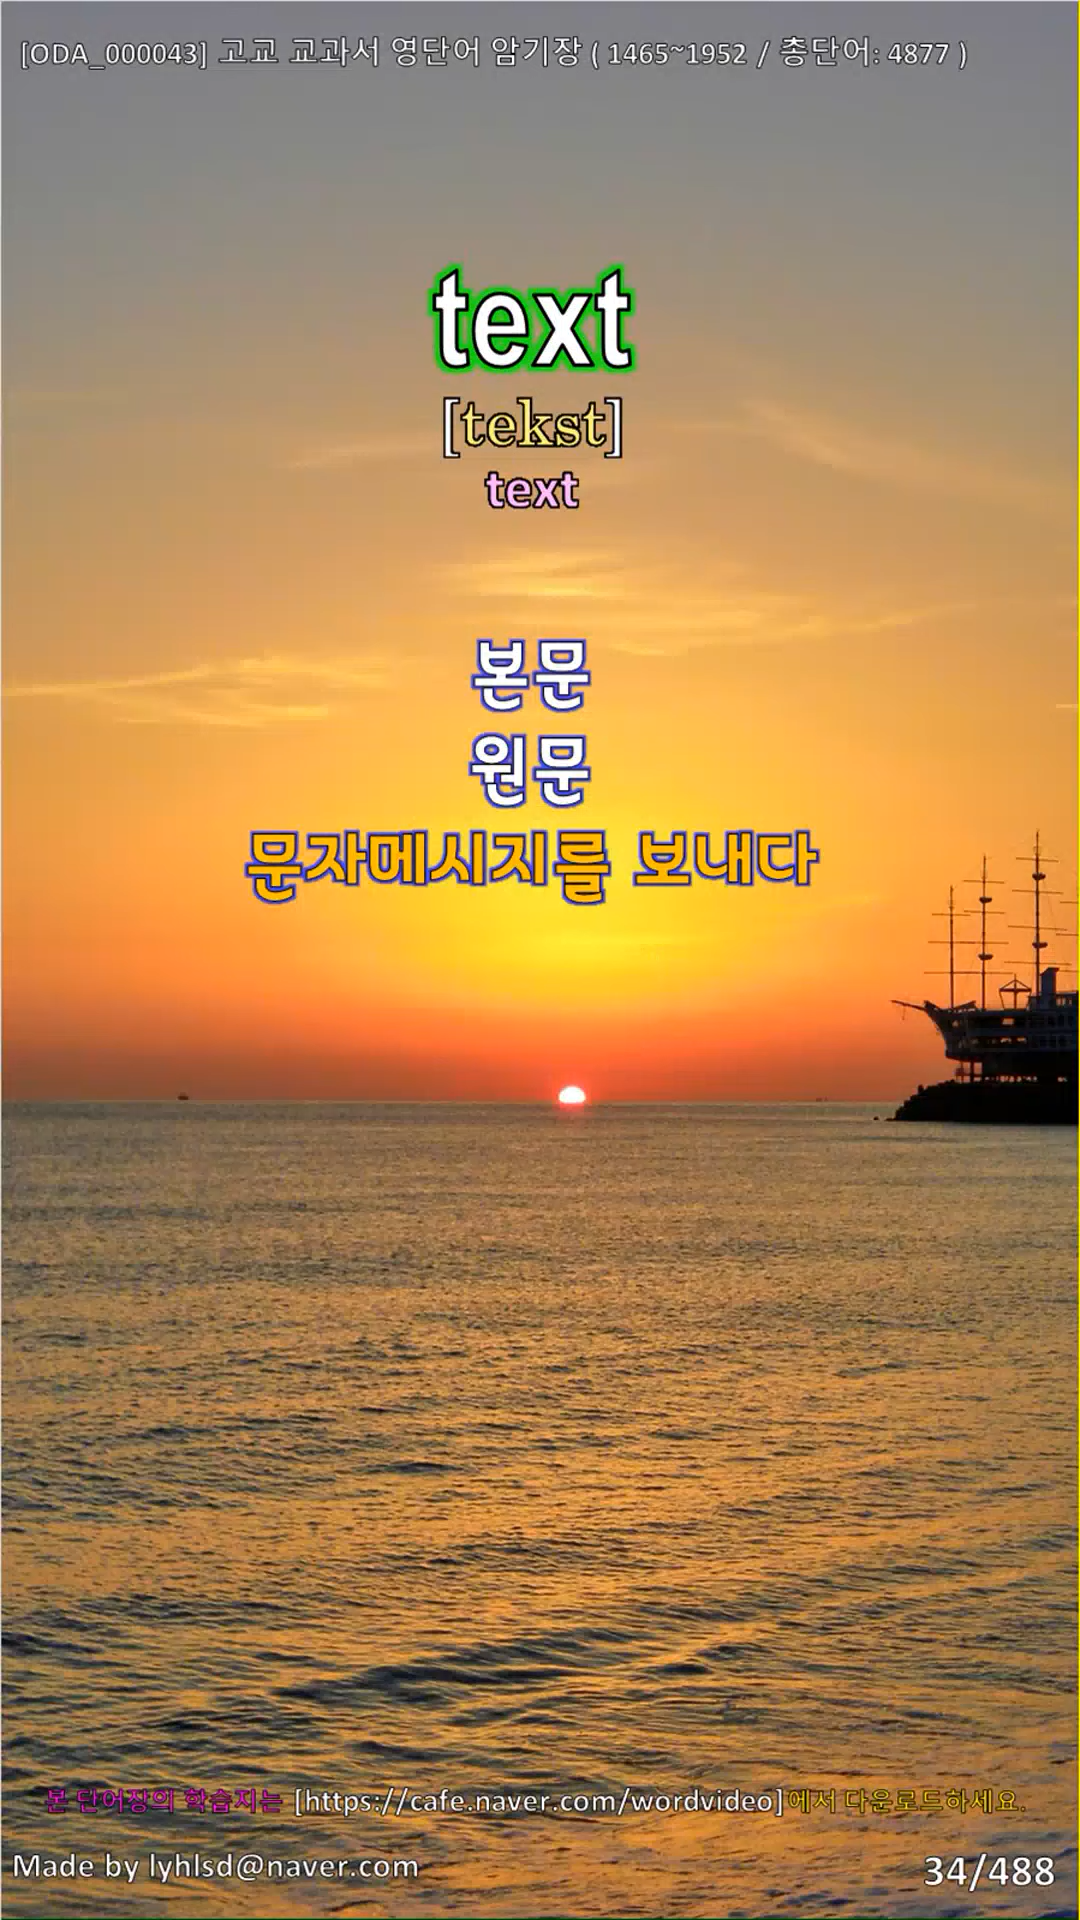 [ODA_000043] 고교 교과서 영단어 암기장 ( 1465~1952 / 총단어: 4877 )
text
[tekst]
text
본문
원문
문자메시지를 보내다
본 단어장의 학습지는 [https://cafe.naver.com/wordvideo]에서 다운로드하세요.
Made by lyhlsd@naver.com
34/488